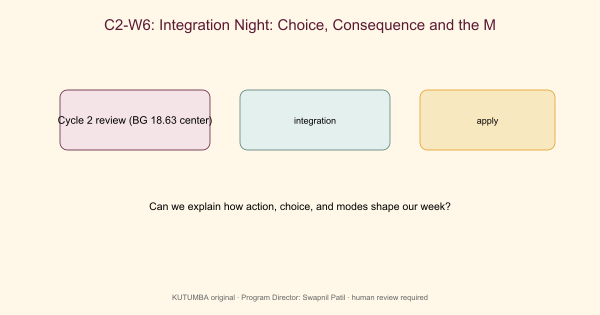 C2-W6: Integration Night: Choice, Consequence and the M
Cycle 2 review (BG 18.63 center)
integration
apply
Can we explain how action, choice, and modes shape our week?
KUTUMBA original · Program Director: Swapnil Patil · human review required